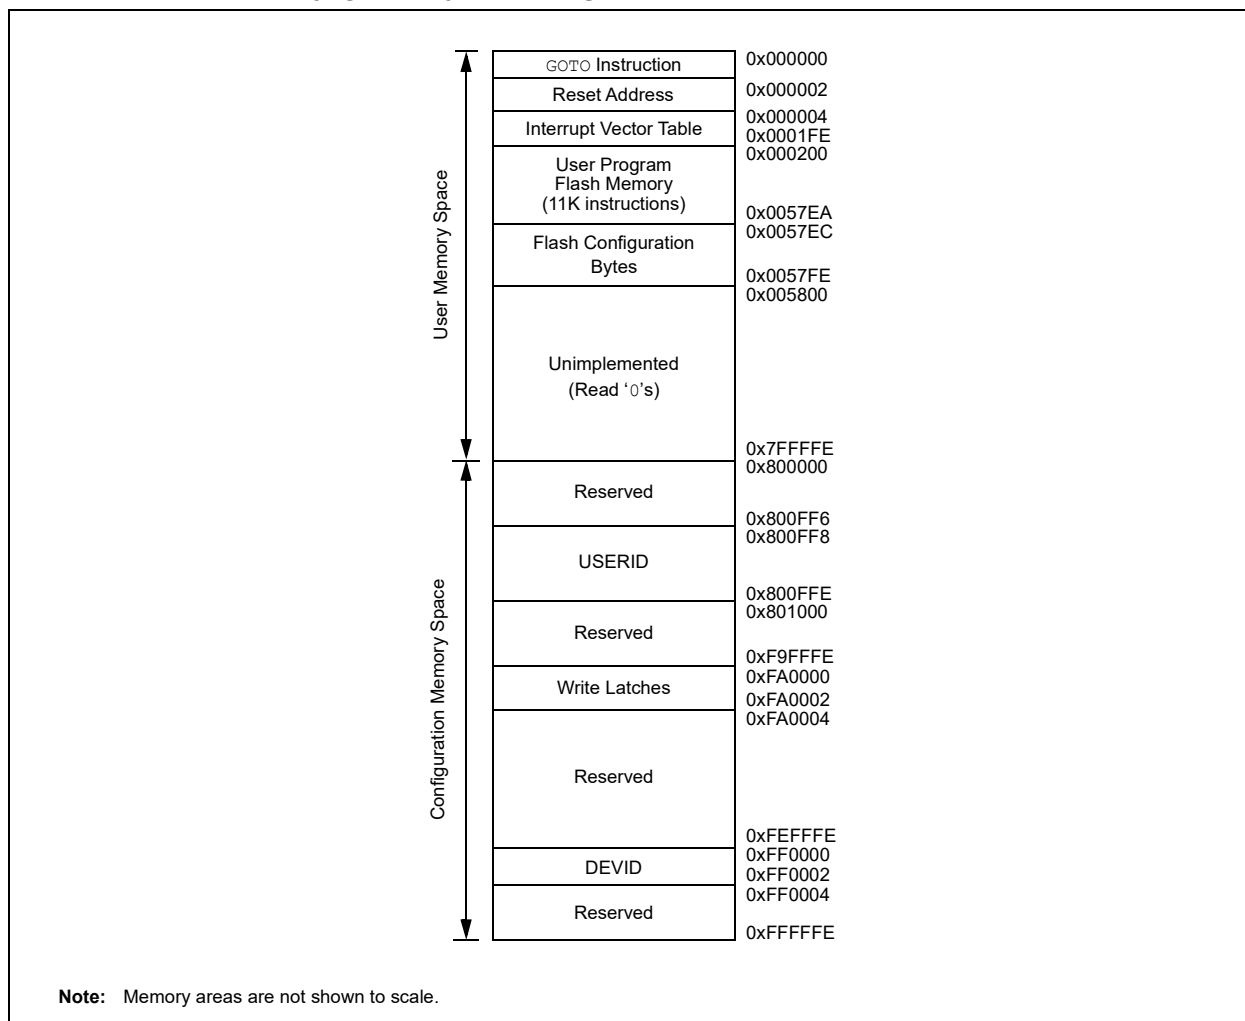 GOTO Instruction
0x000000
Reset Address
0x000002
Interrupt Vector Table
0x000004
0x0001FE
User Program
Flash Memory
(11K instructions)
0x000200
0x0057EA
Flash Configuration
Bytes
0x0057EC
0x0057FE
Unimplemented
(Read ‘0’s)
0x005800
0x7FFFFE
User Memory Space
Reserved
0x800000
0x800FF6
USERID
0x800FF8
0x800FFE
Reserved
0x801000
0xF9FFFE
Write Latches
0xFA0000
0xFA0002
Reserved
0xFA0004
0xFEFFFE
DEVID
0xFF0000
0xFF0002
Reserved
0xFF0004
0xFFFFFE
Configuration Memory Space
Note: Memory areas are not shown to scale.